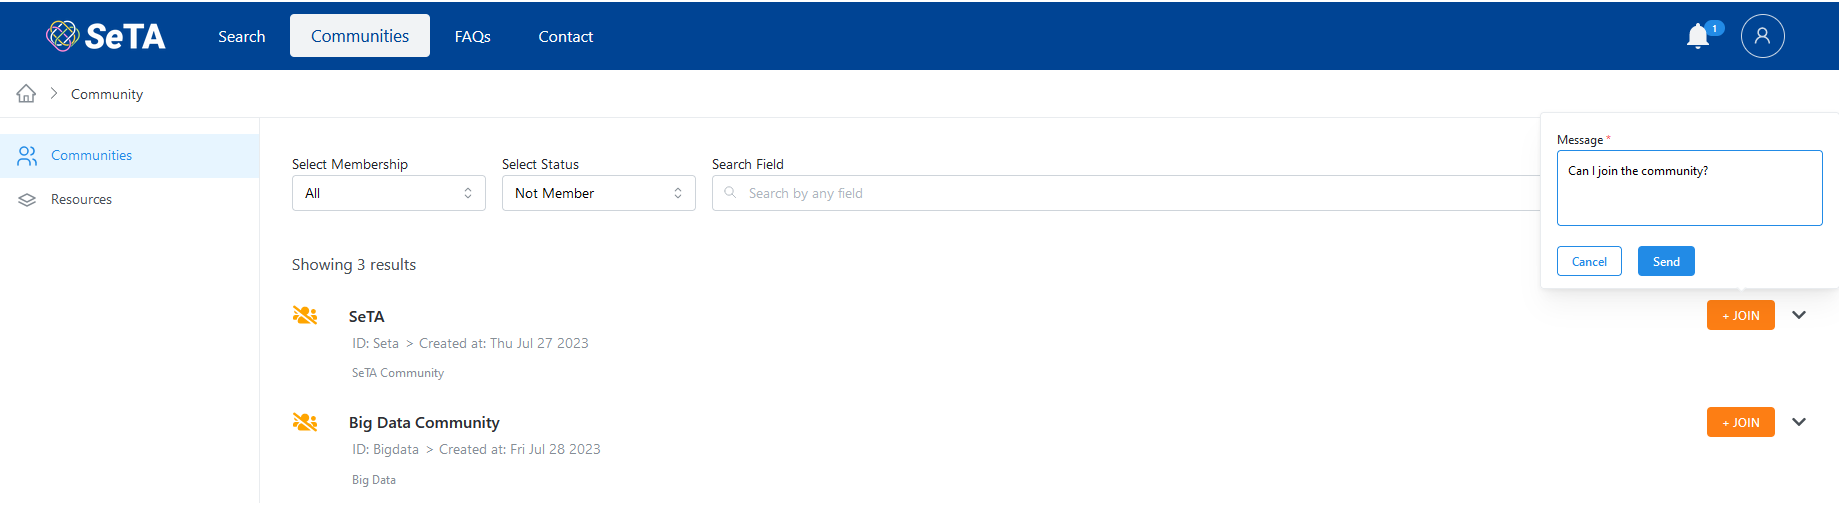 SeTA
Search
Communities
FAQs
Contact
1
Community
Communities
Resources
Select Membership
All
Select Status
Not Member
Search Field
Search by any field
Message *
Can I join the community?
Cancel
Send
Showing 3 results
SeTA
+ JOIN
ID: Seta > Created at: Thu Jul 27 2023
SeTA Community
Big Data Community
+ JOIN
ID: Bigdata > Created at: Fri Jul 28 2023
Big Data